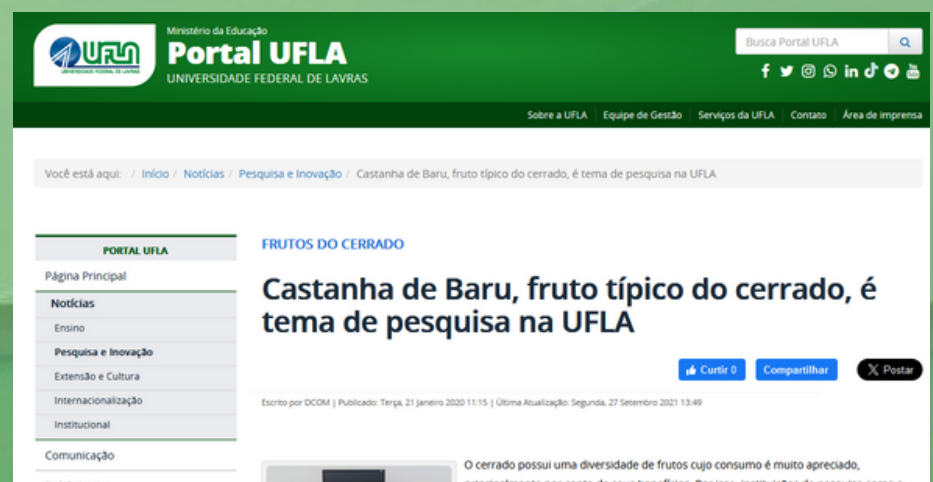 UFLA
UNIVERSIDADE FEDERAL DE LAVRAS
Ministério da Educação
Portal UFLA
UNIVERSIDADE FEDERAL DE LAVRAS
Busca Portal UFLA
Sobre a UFLA Equipe de Gestão Serviços da UFLA Contato Área de imprensa
Você está aqui: / Início / Notícias / Pesquisa e Inovação / Castanha de Baru, fruto típico do cerrado, é tema de pesquisa na UFLA
PORTAL UFLA
Página Principal
Notícias
Ensino
Pesquisa e Inovação
Extensão e Cultura
Internacionalização
Institucional
Comunicação
FRUTOS DO CERRADO
Castanha de Baru, fruto típico do cerrado, é
tema de pesquisa na UFLA
Curtir 0 Compartilhar Postar
Escrito por DCOM | Publicado: Terça, 21 Janeiro 2020 11:15 | Última Atualização: Segunda, 27 Setembro 2021 13:49
O cerrado possui uma diversidade de frutos cujo consumo é muito apreciado,